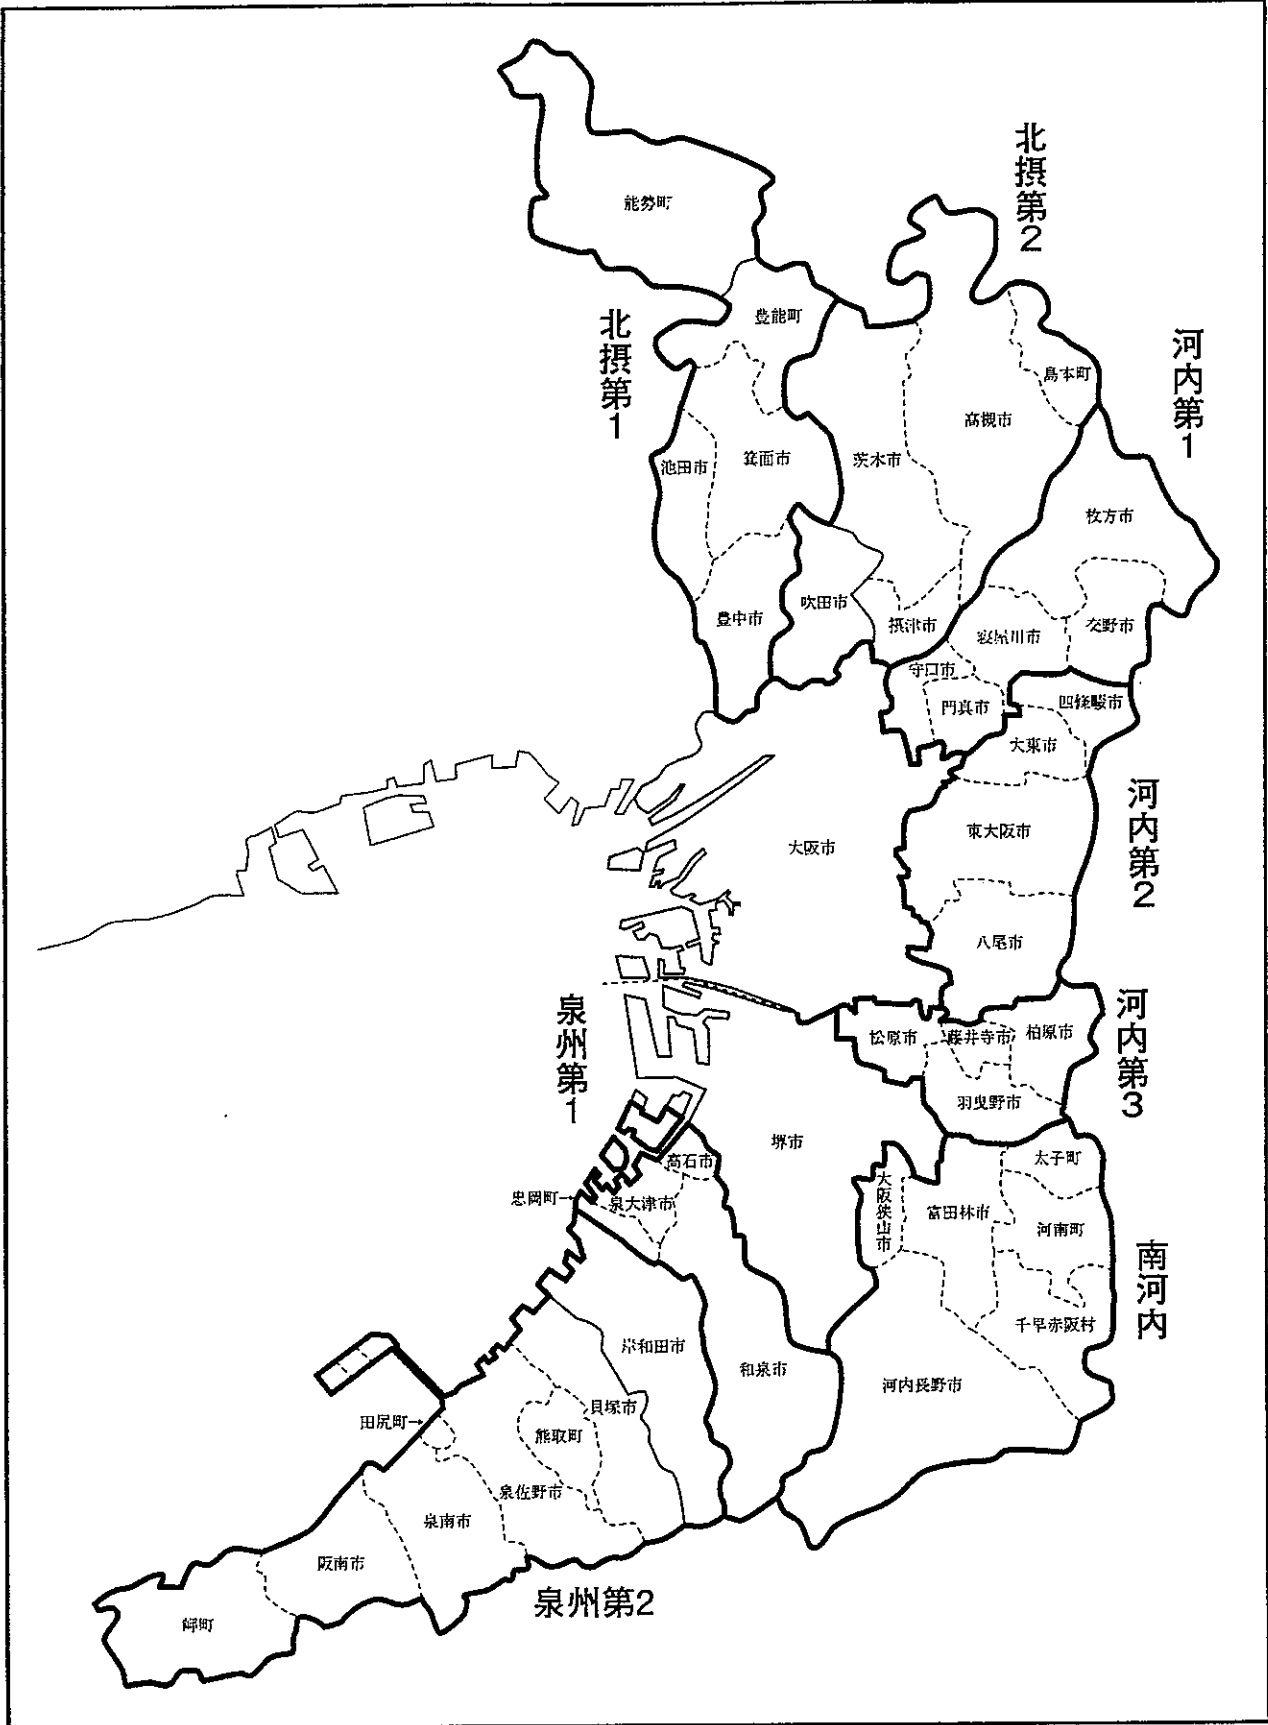 北摂第2
能勢町
北摂第1
豊能町
河内第1
島本町
高槻市
池田市
箕面市
茨木市
枚方市
豊中市
吹田市
摂津市
寝屋川市
交野市
守口市
門真市
四條畷市
大東市
河内第2
大阪市
東大阪市
八尾市
泉州第1
河内第3
松原市
藤井寺市
柏原市
羽曳野市
堺市
高石市
太子町
忠岡町
泉大津市
大阪狭山市
富田林市
河南町
南河内
千早赤阪村
岸和田市
和泉市
河内長野市
貝塚市
田尻町
熊取町
泉佐野市
泉南市
阪南市
泉州第2
岬町